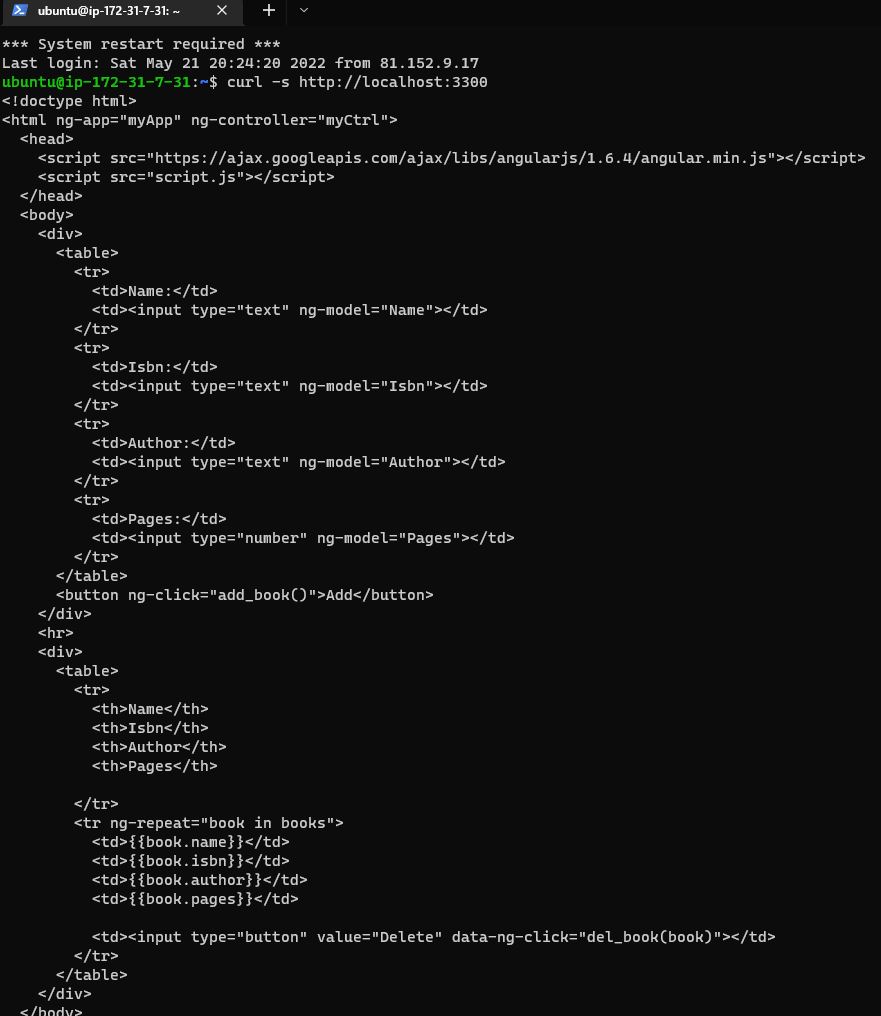 ubuntu@ip-172-31-7-31: ~
*** System restart required ***
Last login: Sat May 21 20:24:20 2022 from 81.152.9.17
ubuntu@ip-172-31-7-31:~$ curl -s http://localhost:3300
<!doctype html>
<html ng-app="myApp" ng-controller="myCtrl">
  <head>
    <script src="https://ajax.googleapis.com/ajax/libs/angularjs/1.6.4/angular.min.js"></script>
    <script src="script.js"></script>
  </head>
  <body>
    <div>
      <table>
        <tr>
          <td>Name:</td>
          <td><input type="text" ng-model="Name"></td>
        </tr>
        <tr>
          <td>Isbn:</td>
          <td><input type="text" ng-model="Isbn"></td>
        </tr>
        <tr>
          <td>Author:</td>
          <td><input type="text" ng-model="Author"></td>
        </tr>
        <tr>
          <td>Pages:</td>
          <td><input type="number" ng-model="Pages"></td>
        </tr>
      </table>
      <button ng-click="add_book()">Add</button>
    </div>
    <hr>
    <div>
      <table>
        <tr>
          <th>Name</th>
          <th>Isbn</th>
          <th>Author</th>
          <th>Pages</th>

        </tr>
        <tr ng-repeat="book in books">
          <td>{{book.name}}</td>
          <td>{{book.isbn}}</td>
          <td>{{book.author}}</td>
          <td>{{book.pages}}</td>

          <td><input type="button" value="Delete" data-ng-click="del_book(book)"></td>
        </tr>
      </table>
    </div>
  </body>